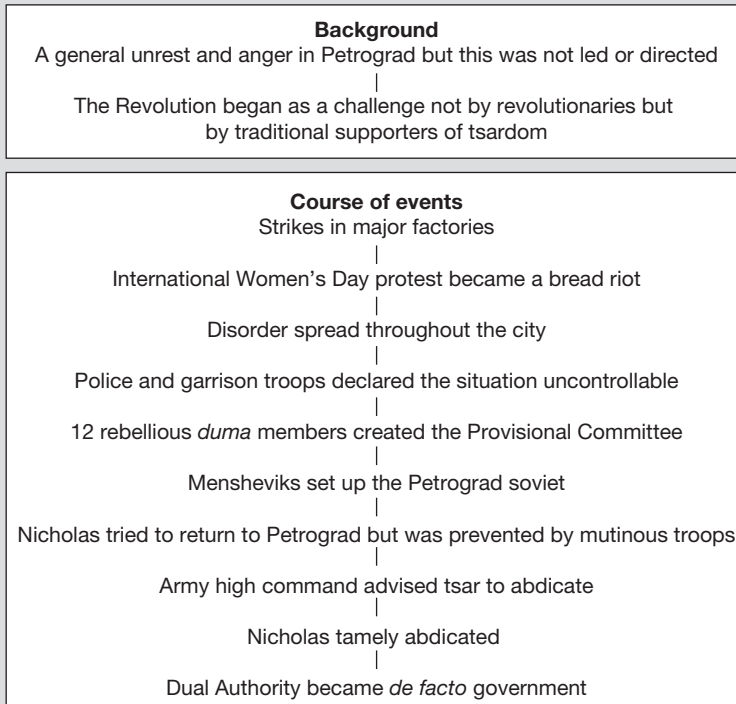 Background
A general unrest and anger in Petrograd but this was not led or directed
The Revolution began as a challenge not by revolutionaries but
by traditional supporters of tsardom
Course of events
Strikes in major factories
International Women’s Day protest became a bread riot
Disorder spread throughout the city
Police and garrison troops declared the situation uncontrollable
12 rebellious duma members created the Provisional Committee
Mensheviks set up the Petrograd soviet
Nicholas tried to return to Petrograd but was prevented by mutinous troops
Army high command advised tsar to abdicate
Nicholas tamely abdicated
Dual Authority became de facto government